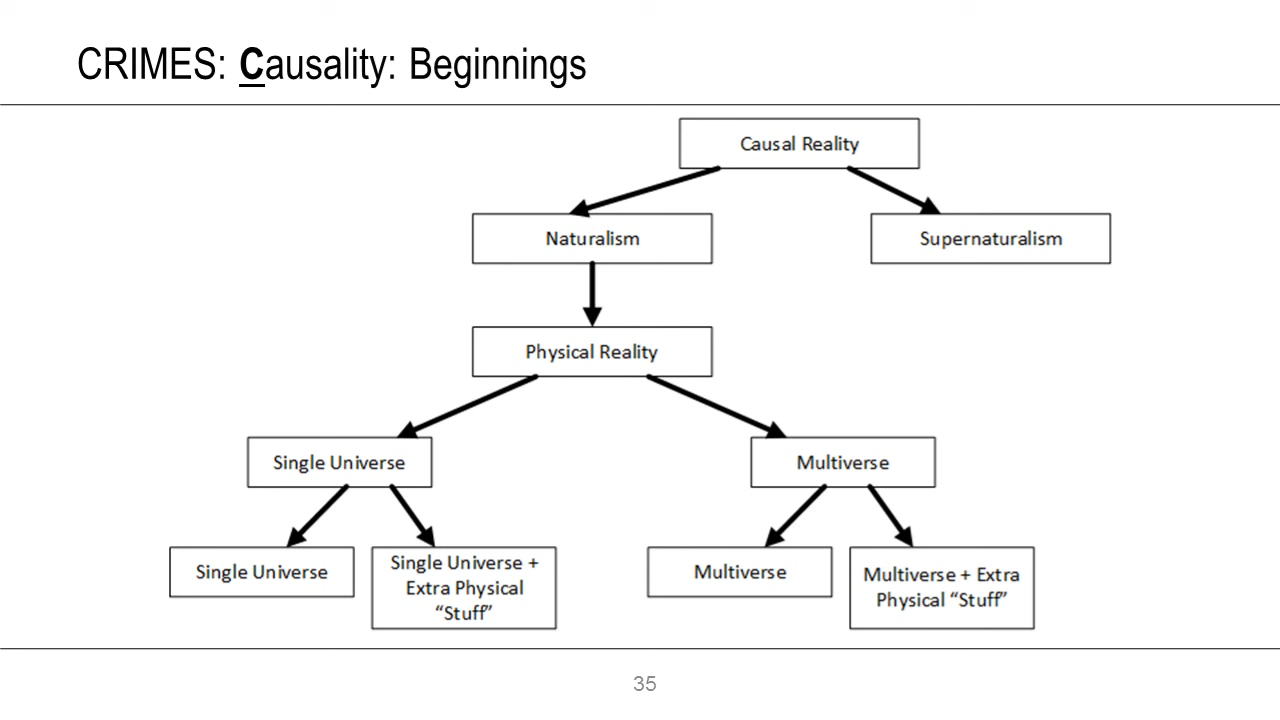 CRIMES: Causality: Beginnings
Causal Reality
Naturalism
Supernaturalism
Physical Reality
Single Universe
Multiverse
Single Universe
Single Universe +
Extra Physical
“Stuff”
Multiverse
Multiverse + Extra
Physical “Stuff”
35